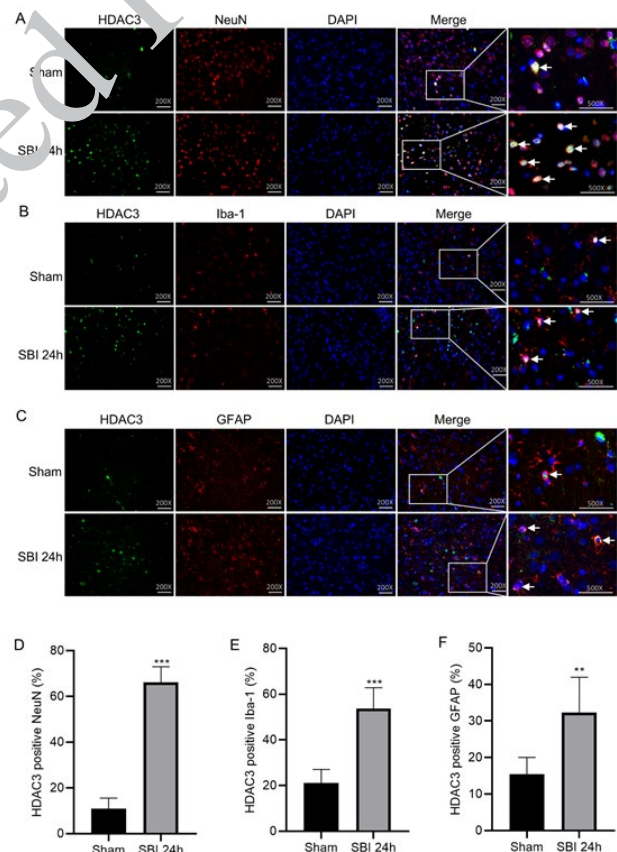 A
HDAC3 NeuN DAPI Merge
Sham 200X 200X 200X 200X 500X
SBI 24h 200X 200X 200X 200X 500X
B
HDAC3 Iba-1 DAPI Merge
Sham 200X 200X 200X 200X 500X
SBI 24h 200X 200X 200X 200X 500X
C
HDAC3 GFAP DAPI Merge
Sham 200X 200X 200X 200X 500X
SBI 24h 200X 200X 200X 200X 500X
D
HDAC3 positive NeuN (%)
80
60
40
20
0
***
Sham SBI 24h
E
HDAC3 positive Iba-1 (%)
80
60
40
20
0
***
Sham SBI 24h
F
HDAC3 positive GFAP (%)
50
40
30
20
10
0
**
Sham SBI 24h